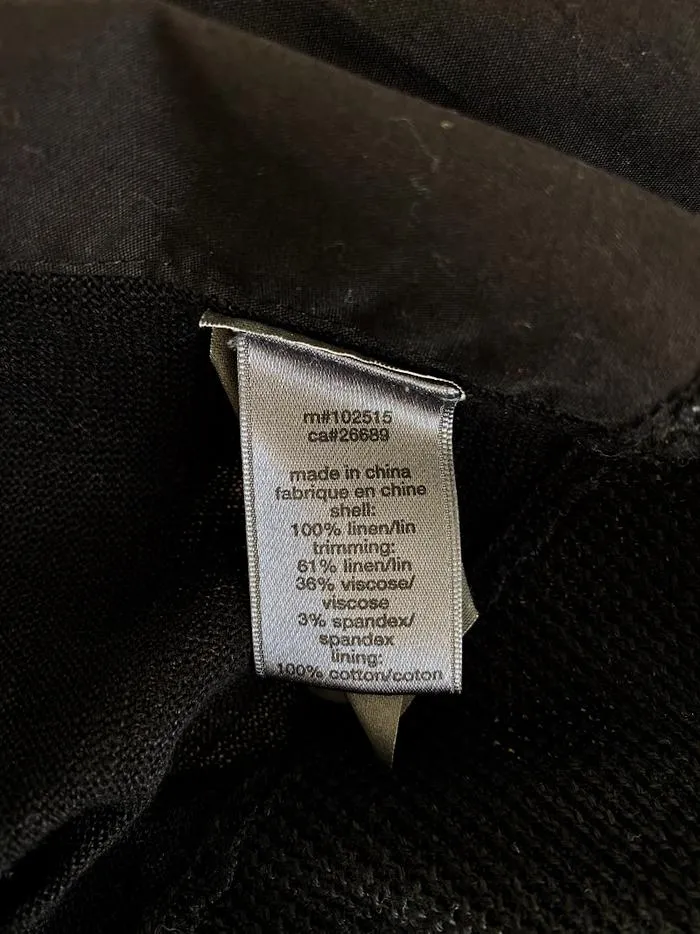 m#102515
ca#26689
made in china
fabrique en chine
shell:
100% linen/lin
trimming:
61% linen/lin
36% viscose/
viscose
3% spandex/
spandex
lining:
100% cotton/coton